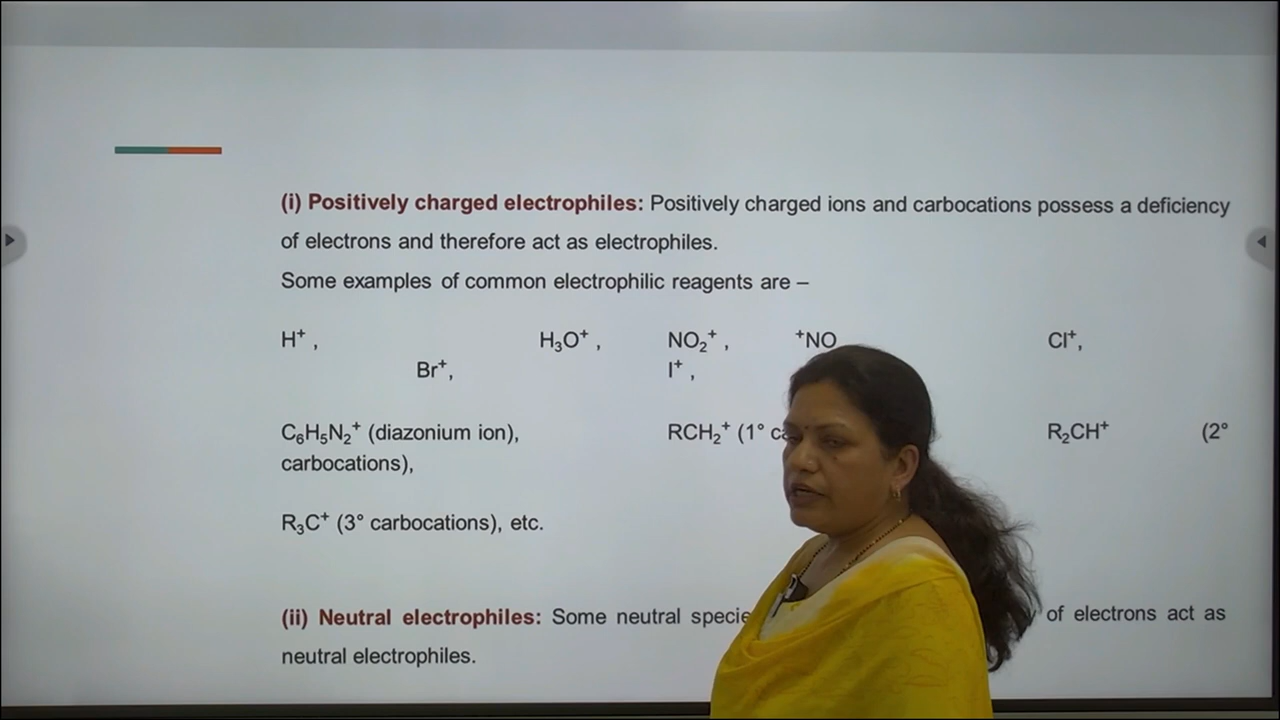 (i) Positively charged electrophiles: Positively charged ions and carbocations possess a deficiency
of electrons and therefore act as electrophiles.
Some examples of common electrophilic reagents are –
H⁺ , H₃O⁺ , NO₂⁺ , ⁺NO Cl⁺,
Br⁺, I⁺ ,
C₆H₅N₂⁺ (diazonium ion), RCH₂⁺ (1° R₂CH⁺ (2°
carbocations),
R₃C⁺ (3° carbocations), etc.
(ii) Neutral electrophiles: Some neutral of electrons act as
neutral electrophiles.